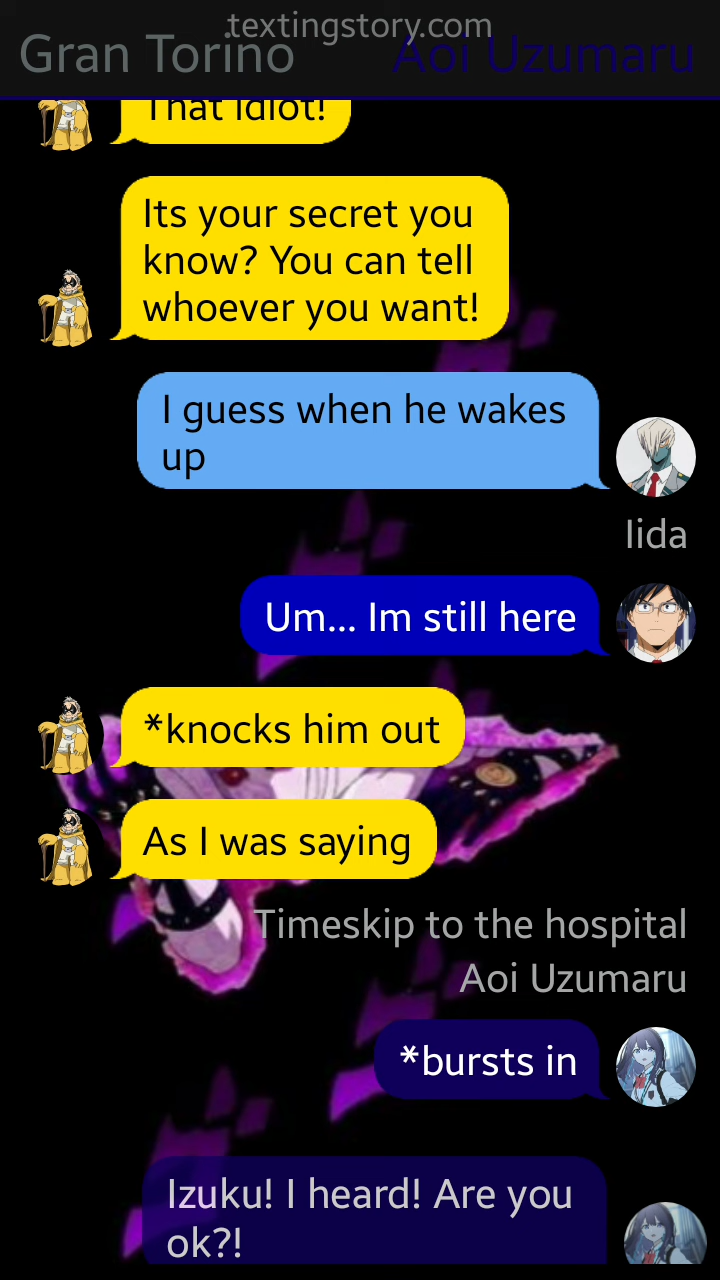 textingstory.com
Gran Torino
Aoi Uzumaru
That idiot!
Its your secret you
know? You can tell
whoever you want!
I guess when he wakes
up
Iida
Um... Im still here
*knocks him out
As I was saying
Timeskip to the hospital
Aoi Uzumaru
*bursts in
Izuku! I heard! Are you
ok?!